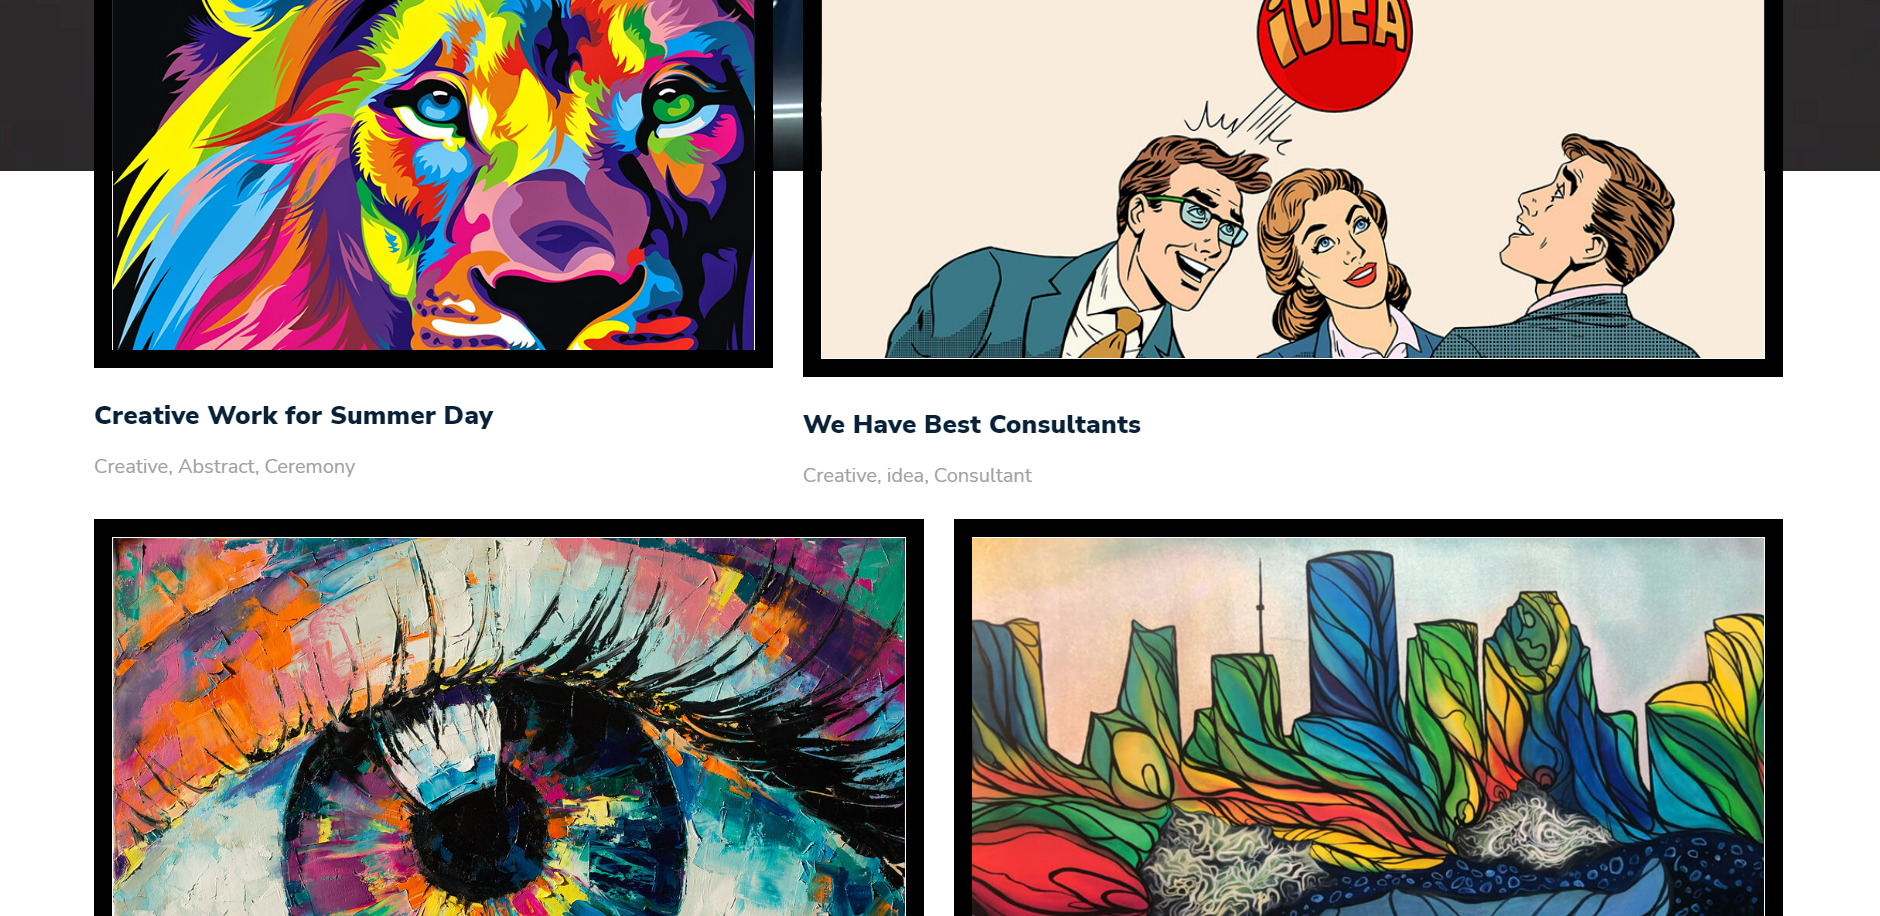 iDEA
Creative Work for Summer Day
Creative, Abstract, Ceremony
We Have Best Consultants
Creative, idea, Consultant